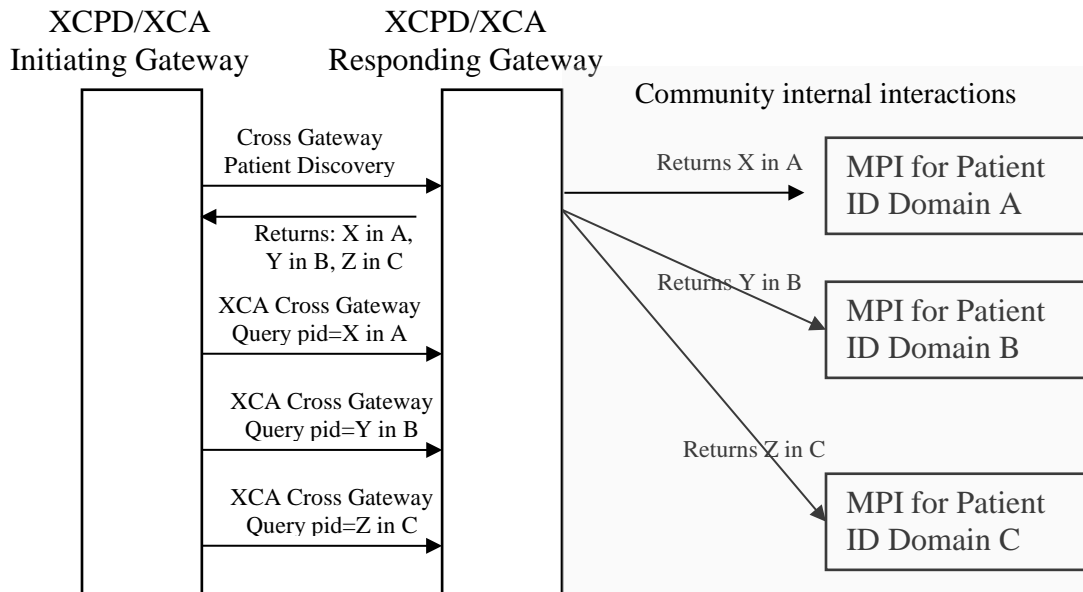 XCPD/XCA
Initiating Gateway
XCPD/XCA
Responding Gateway
Community internal interactions
Cross Gateway
Patient Discovery
Returns X in A
MPI for Patient
ID Domain A
Returns: X in A,
Y in B, Z in C
Returns Y in B
MPI for Patient
ID Domain B
XCA Cross Gateway
Query pid=X in A
XCA Cross Gateway
Query pid=Y in B
Returns Z in C
MPI for Patient
ID Domain C
XCA Cross Gateway
Query pid=Z in C